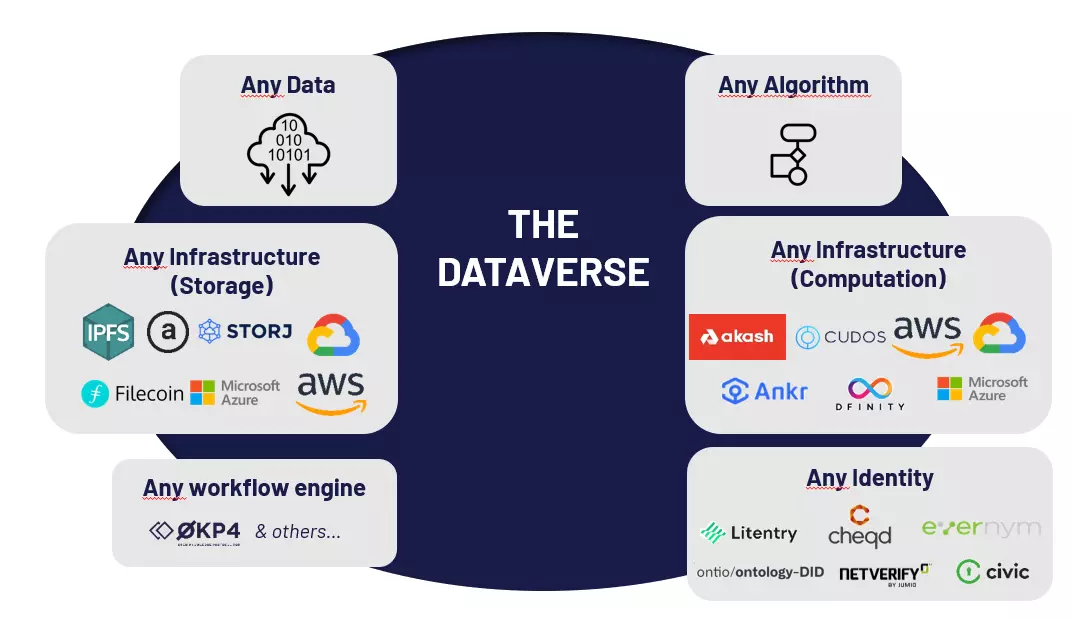 Any Data
10
010
10101
Any Algorithm
THE
DATAVERSE
Any Infrastructure
(Storage)
IPFS
a
STORJ
Filecoin
Microsoft
Azure
aws
Any Infrastructure
(Computation)
akash
CUDOS
aws
Ankr
DFINITY
Microsoft
Azure
Any workflow engine
ØKP4
& others...
Any Identity
Litentry
cheqd
evernym
ontio/ontology-DID
NETVERIFY
BY JUMIO
civic